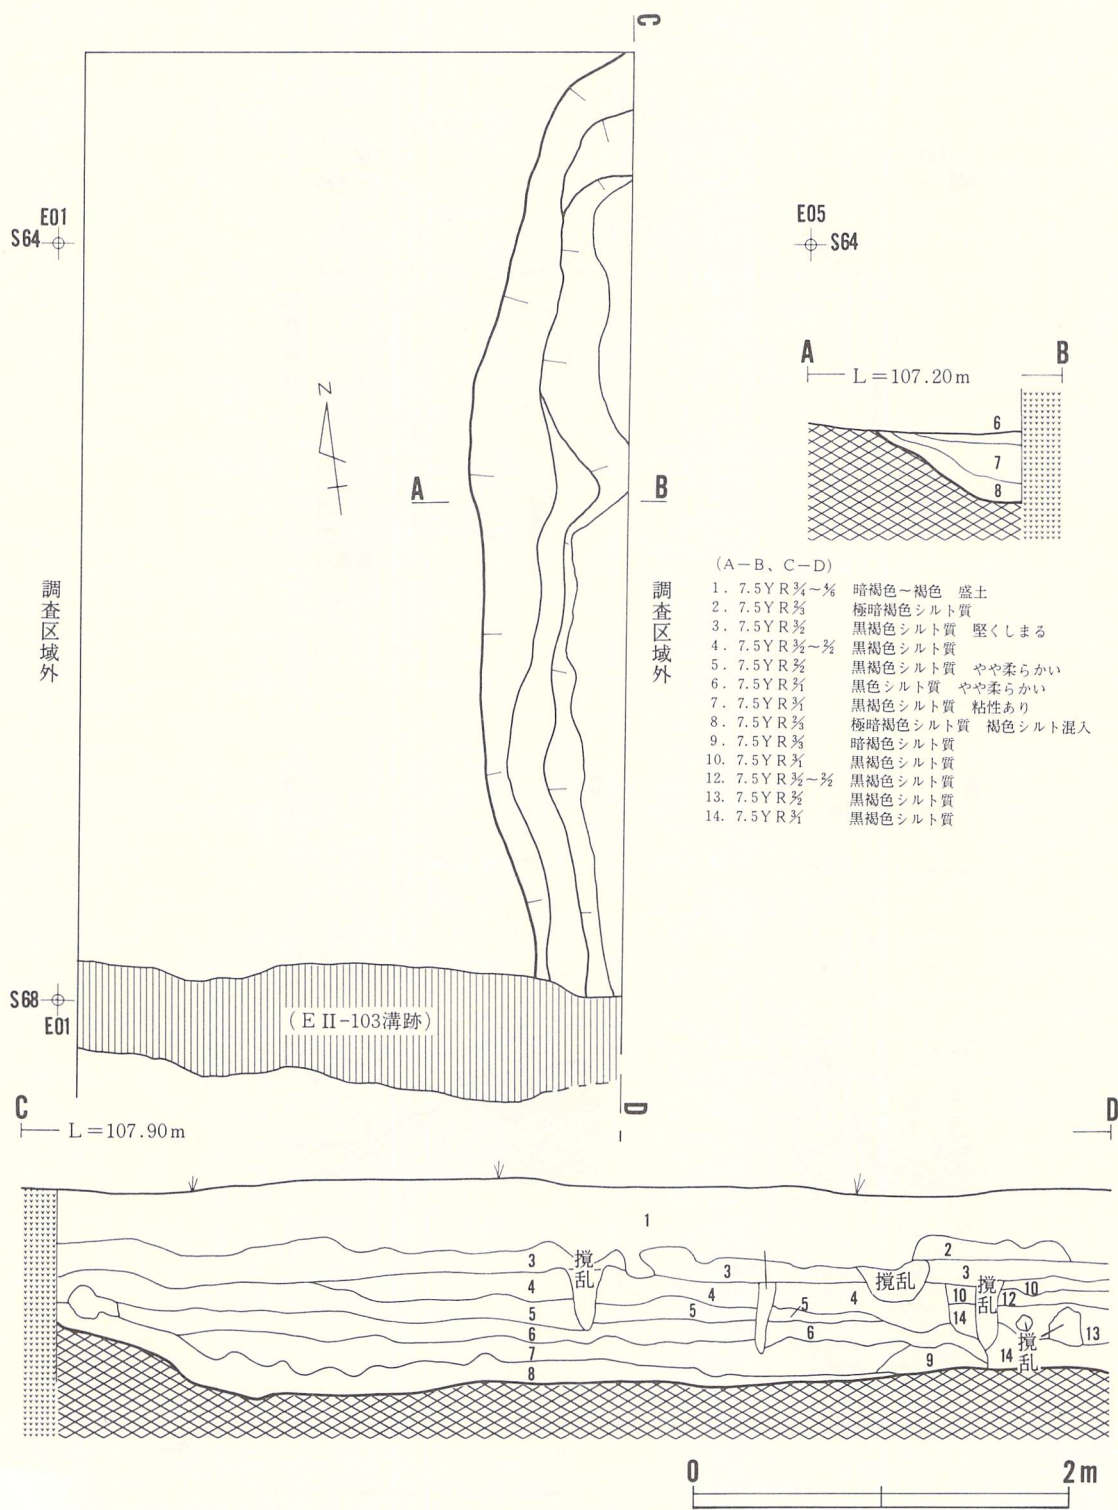 C
E01
S64
E05
S64
N
A
B
L=107.20m
6
7
8
A
B
調査区域外
調査区域外
(A－B、C－D)
1. 7.5YR3/4～4/6 暗褐色～褐色 盛土
2. 7.5YR2/3 極暗褐色シルト質
3. 7.5YR3/2 黒褐色シルト質 堅くしまる
4. 7.5YR3/2～2/2 黒褐色シルト質
5. 7.5YR2/2 黒褐色シルト質 やや柔らかい
6. 7.5YR2/1 黒色シルト質 やや柔らかい
7. 7.5YR3/1 黒褐色シルト質 粘性あり
8. 7.5YR2/3 極暗褐色シルト質 褐色シルト混入
9. 7.5YR3/3 暗褐色シルト質
10. 7.5YR3/1 黒褐色シルト質
12. 7.5YR3/2～2/2 黒褐色シルト質
13. 7.5YR2/2 黒褐色シルト質
14. 7.5YR3/1 黒褐色シルト質
S68
E01
(EII-103溝跡)
C
D
L=107.90m
D
1
2
3
撹乱
3
3
撹乱
撹乱
4
4
4
10
10
12
5
5
5
14
6
6
13
7
9
14
撹乱
8
0
2m